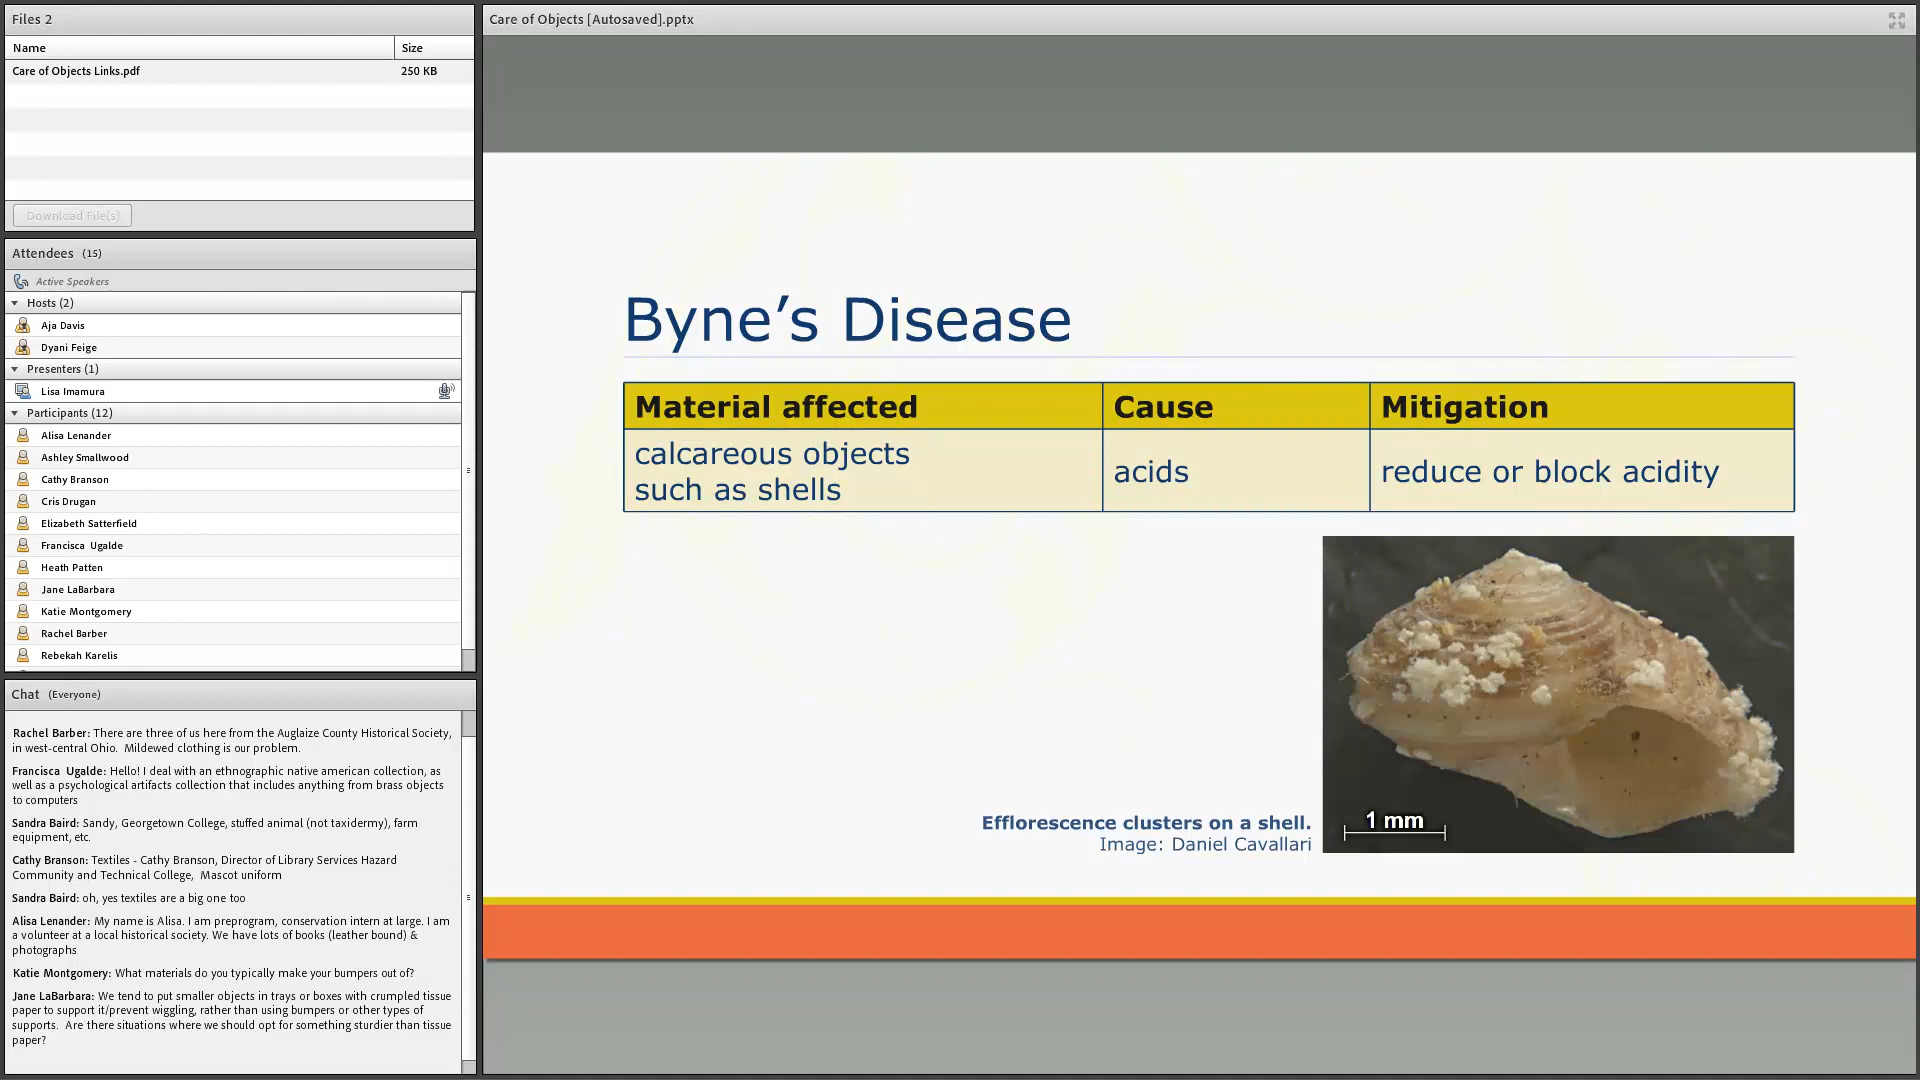 Files 2
Name
Size
Care of Objects Links.pdf
250 KB
Download File(s)
Attendees (15)
Active Speakers
Hosts (2)
Aja Davis
Dyani Feige
Presenters (1)
Lisa Imamura
Participants (12)
Alisa Lenander
Ashley Smallwood
Cathy Branson
Cris Drugan
Elizabeth Satterfield
Francisca Ugalde
Heath Patten
Jane LaBarbara
Katie Montgomery
Rachel Barber
Rebekah Karelis
Chat (Everyone)
Rachel Barber: There are three of us here from the Auglaize County Historical Society,
in west-central Ohio. Mildewed clothing is our problem.
Francisca Ugalde: Hello! I deal with an ethnographic native american collection, as
well as a psychological artifacts collection that includes anything from brass objects
to computers
Sandra Baird: Sandy, Georgetown College, stuffed animal (not taxidermy), farm
equipment, etc.
Cathy Branson: Textiles - Cathy Branson, Director of Library Services Hazard
Community and Technical College, Mascot uniform
Sandra Baird: oh, yes textiles are a big one too
Alisa Lenander: My name is Alisa. I am preprogram, conservation intern at large. I am
a volunteer at a local historical society. We have lots of books (leather bound) &
photographs
Katie Montgomery: What materials do you typically make your bumpers out of?
Jane LaBarbara: We tend to put smaller objects in trays or boxes with crumpled tissue
paper to support it/prevent wiggling, rather than using bumpers or other types of
supports. Are there situations where we should opt for something sturdier than tissue
paper?
Care of Objects [Autosaved].pptx
Byne’s Disease
Material affected
Cause
Mitigation
calcareous objects
such as shells
acids
reduce or block acidity
Efflorescence clusters on a shell.
Image: Daniel Cavallari
1 mm